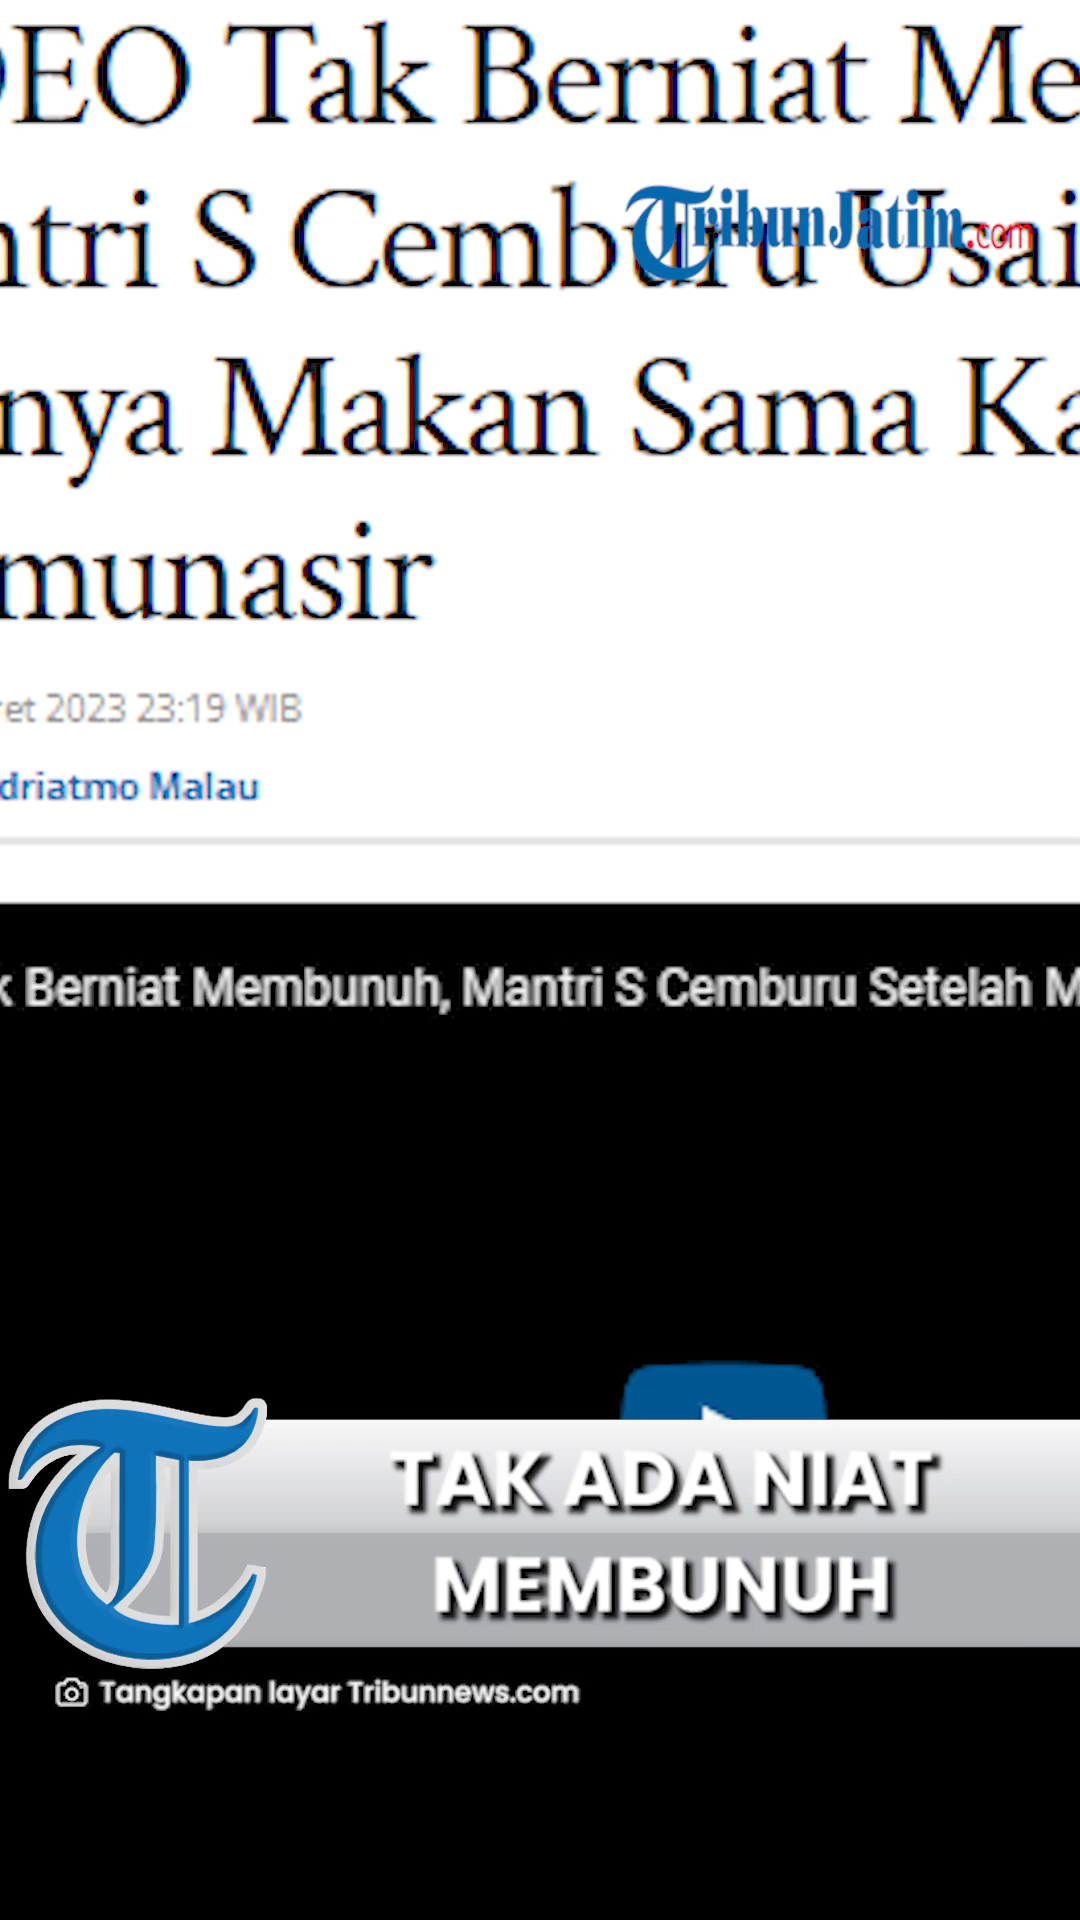 DEO Tak Berniat Me
ntri S Cemburu Usai
TribunJatim.com
nya Makan Sama Ka
munasir
ret 2023 23:19 WIB
driatmo Malau
k Berniat Membunuh, Mantri S Cemburu Setelah M
TAK ADA NIAT
MEMBUNUH
Tangkapan layar Tribunnews.com